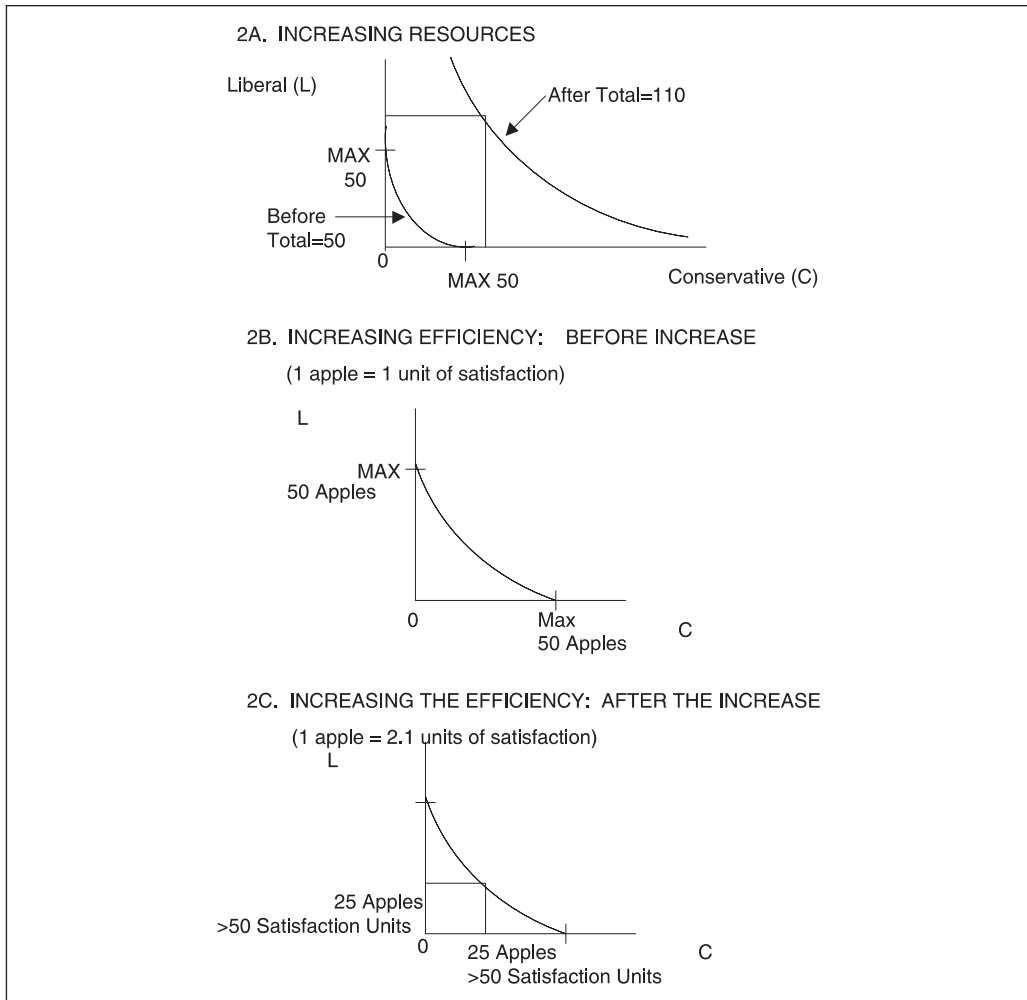 2A. INCREASING RESOURCES
Liberal (L)
After Total=110
MAX
50
Before
Total=50
0
MAX 50
Conservative (C)
2B. INCREASING EFFICIENCY: BEFORE INCREASE
(1 apple = 1 unit of satisfaction)
L
MAX
50 Apples
0
Max
50 Apples
C
2C. INCREASING THE EFFICIENCY: AFTER THE INCREASE
(1 apple = 2.1 units of satisfaction)
L
25 Apples
>50 Satisfaction Units
0
25 Apples
>50 Satisfaction Units
C